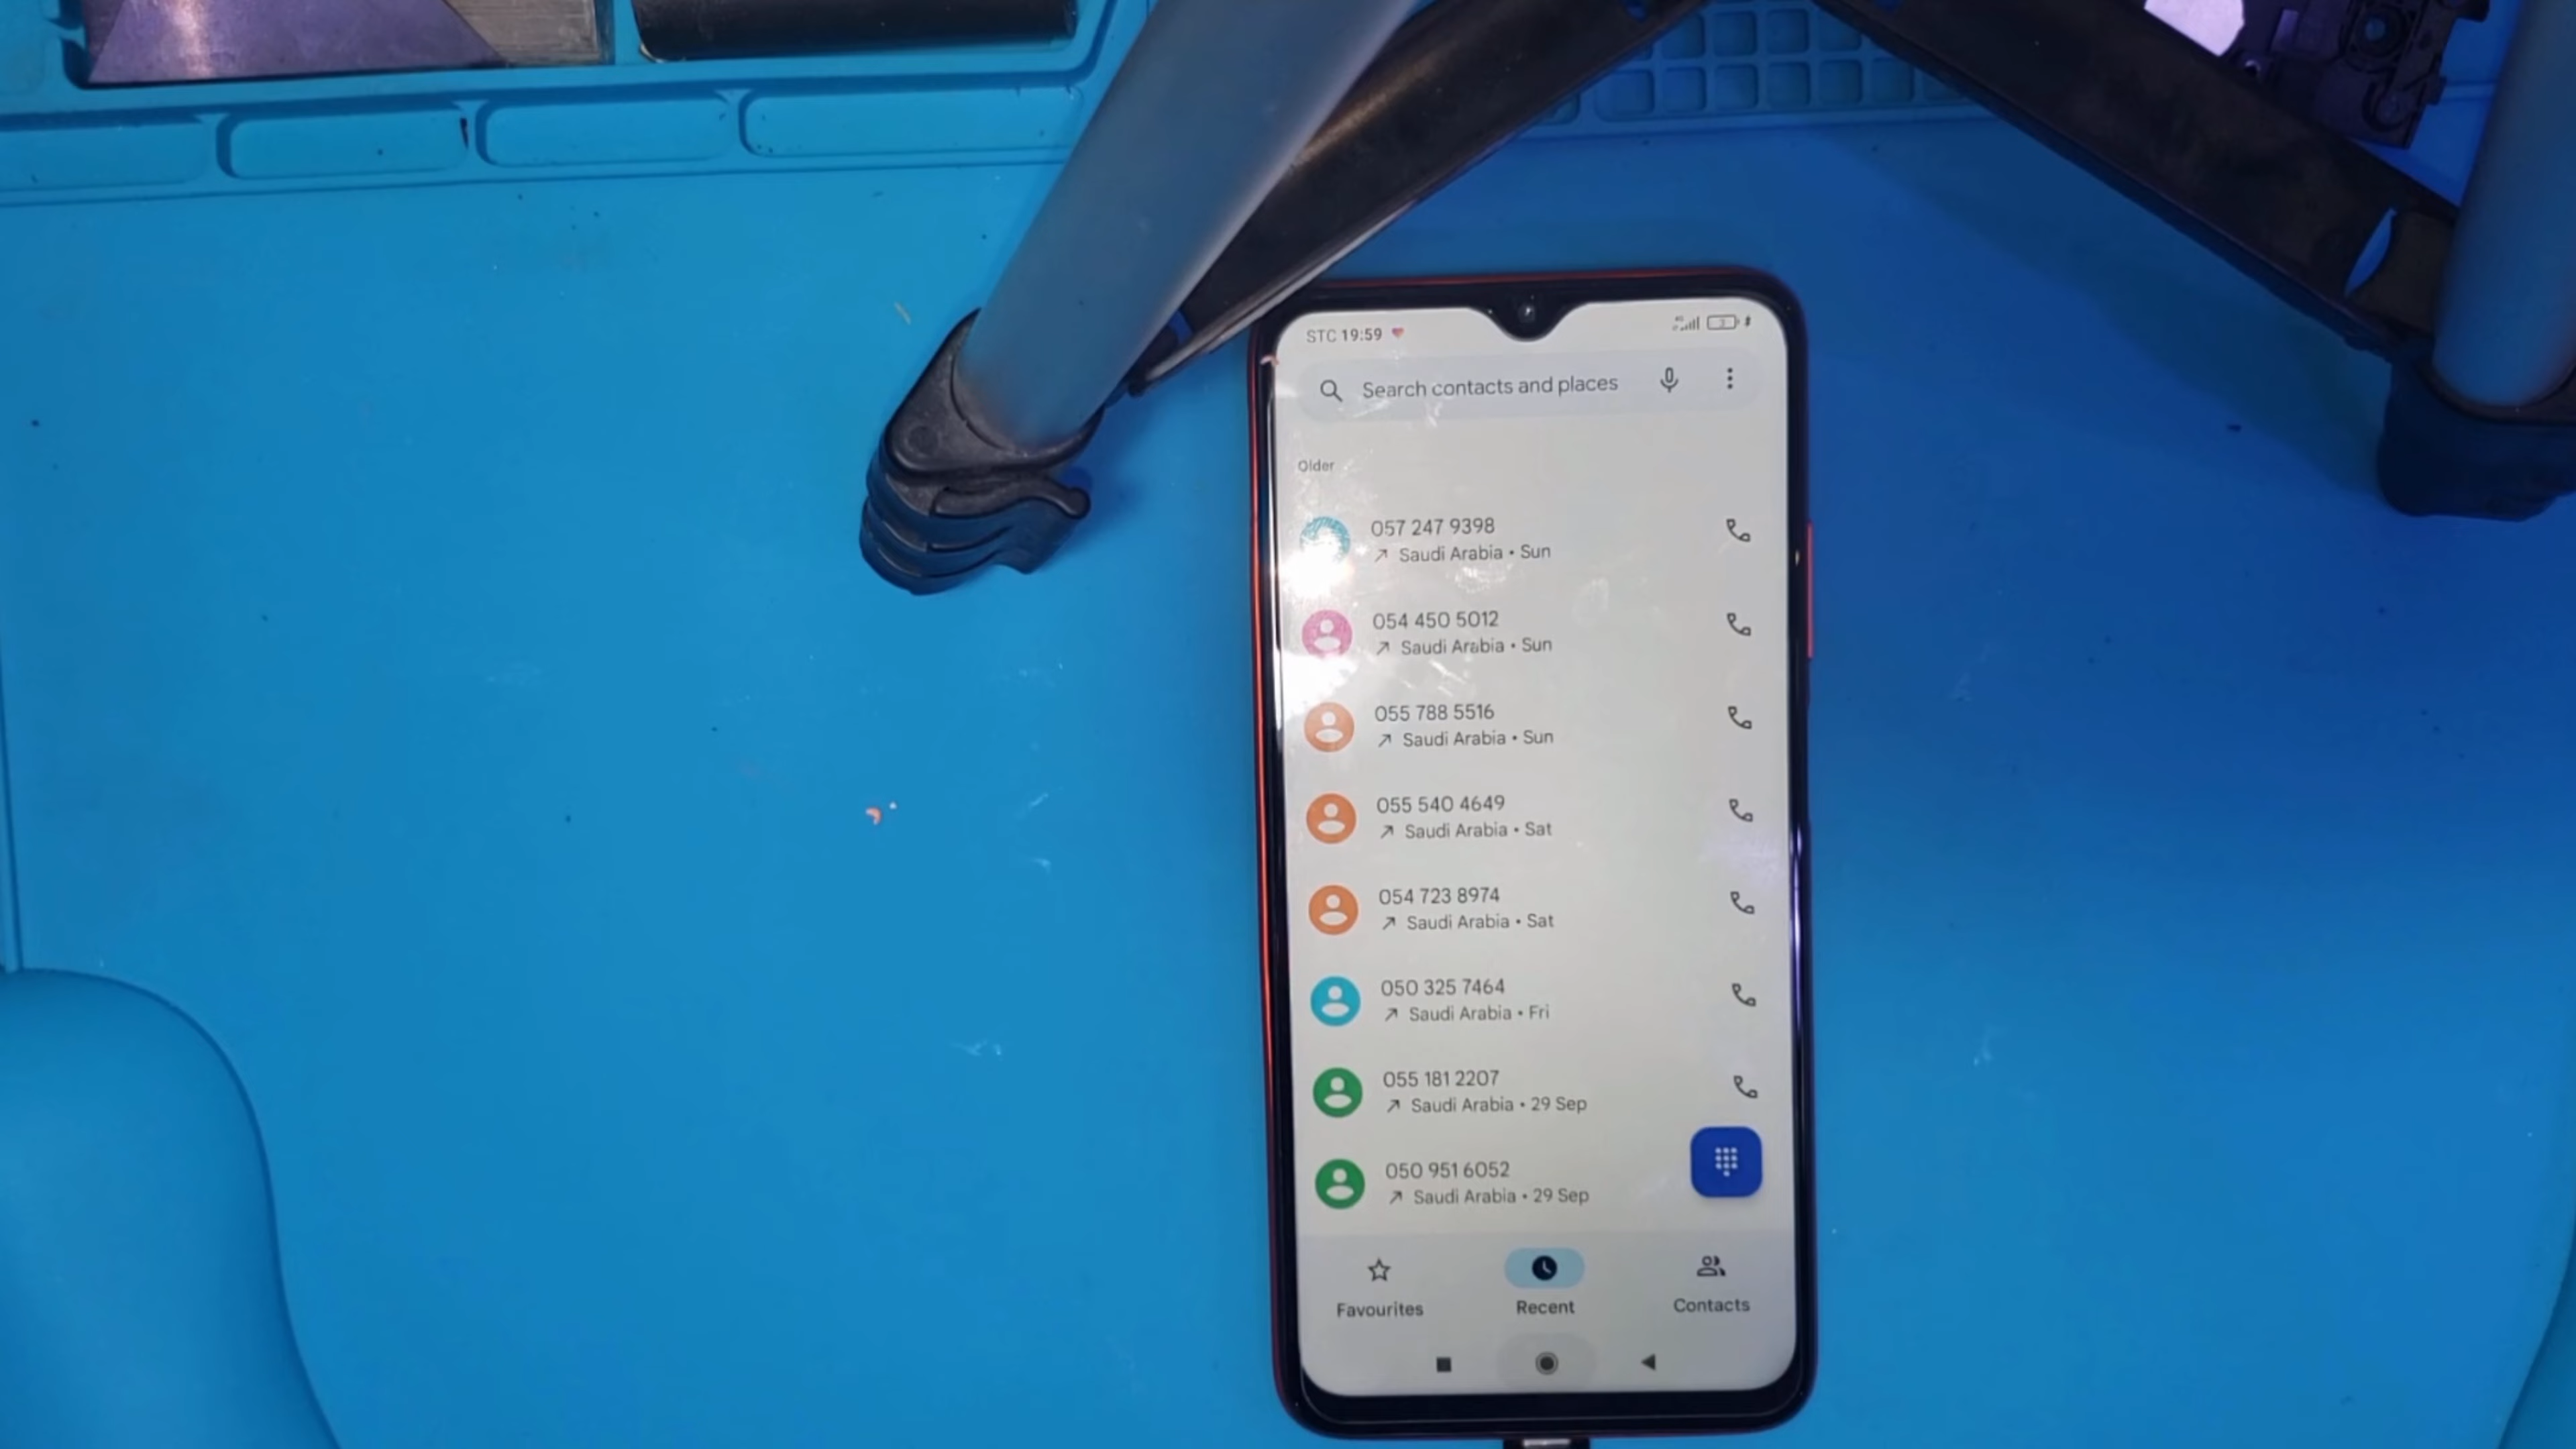 STC 19:59
Search contacts and places
Older
057 247 9398
Saudi Arabia • Sun
054 450 5012
Saudi Arabia • Sun
055 788 5516
Saudi Arabia • Sun
055 540 4649
Saudi Arabia • Sat
054 723 8974
Saudi Arabia • Sat
050 325 7464
Saudi Arabia • Fri
055 181 2207
Saudi Arabia • 29 Sep
050 951 6052
Saudi Arabia • 29 Sep
Favourites
Recent
Contacts